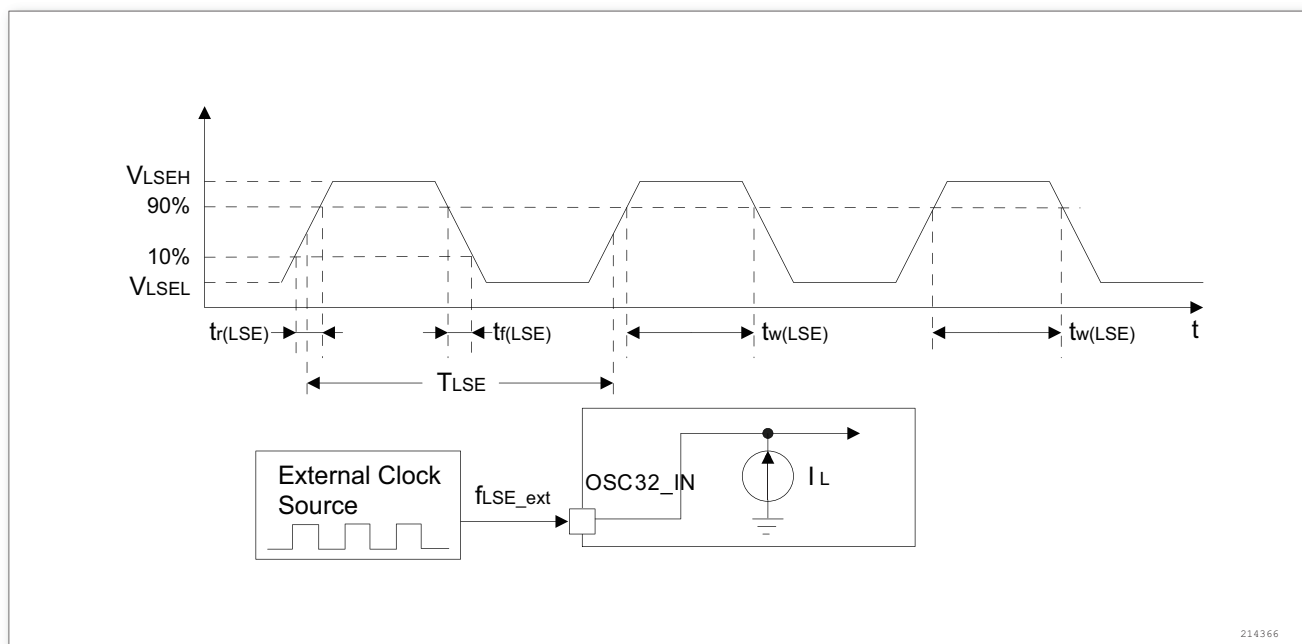 VLSEH
90%
10%
VLSEL
tr(LSE)
tf(LSE)
tw(LSE)
tw(LSE)
t
TLSE
External Clock
Source
fLSE_ext
OSC32_IN
IL
214366